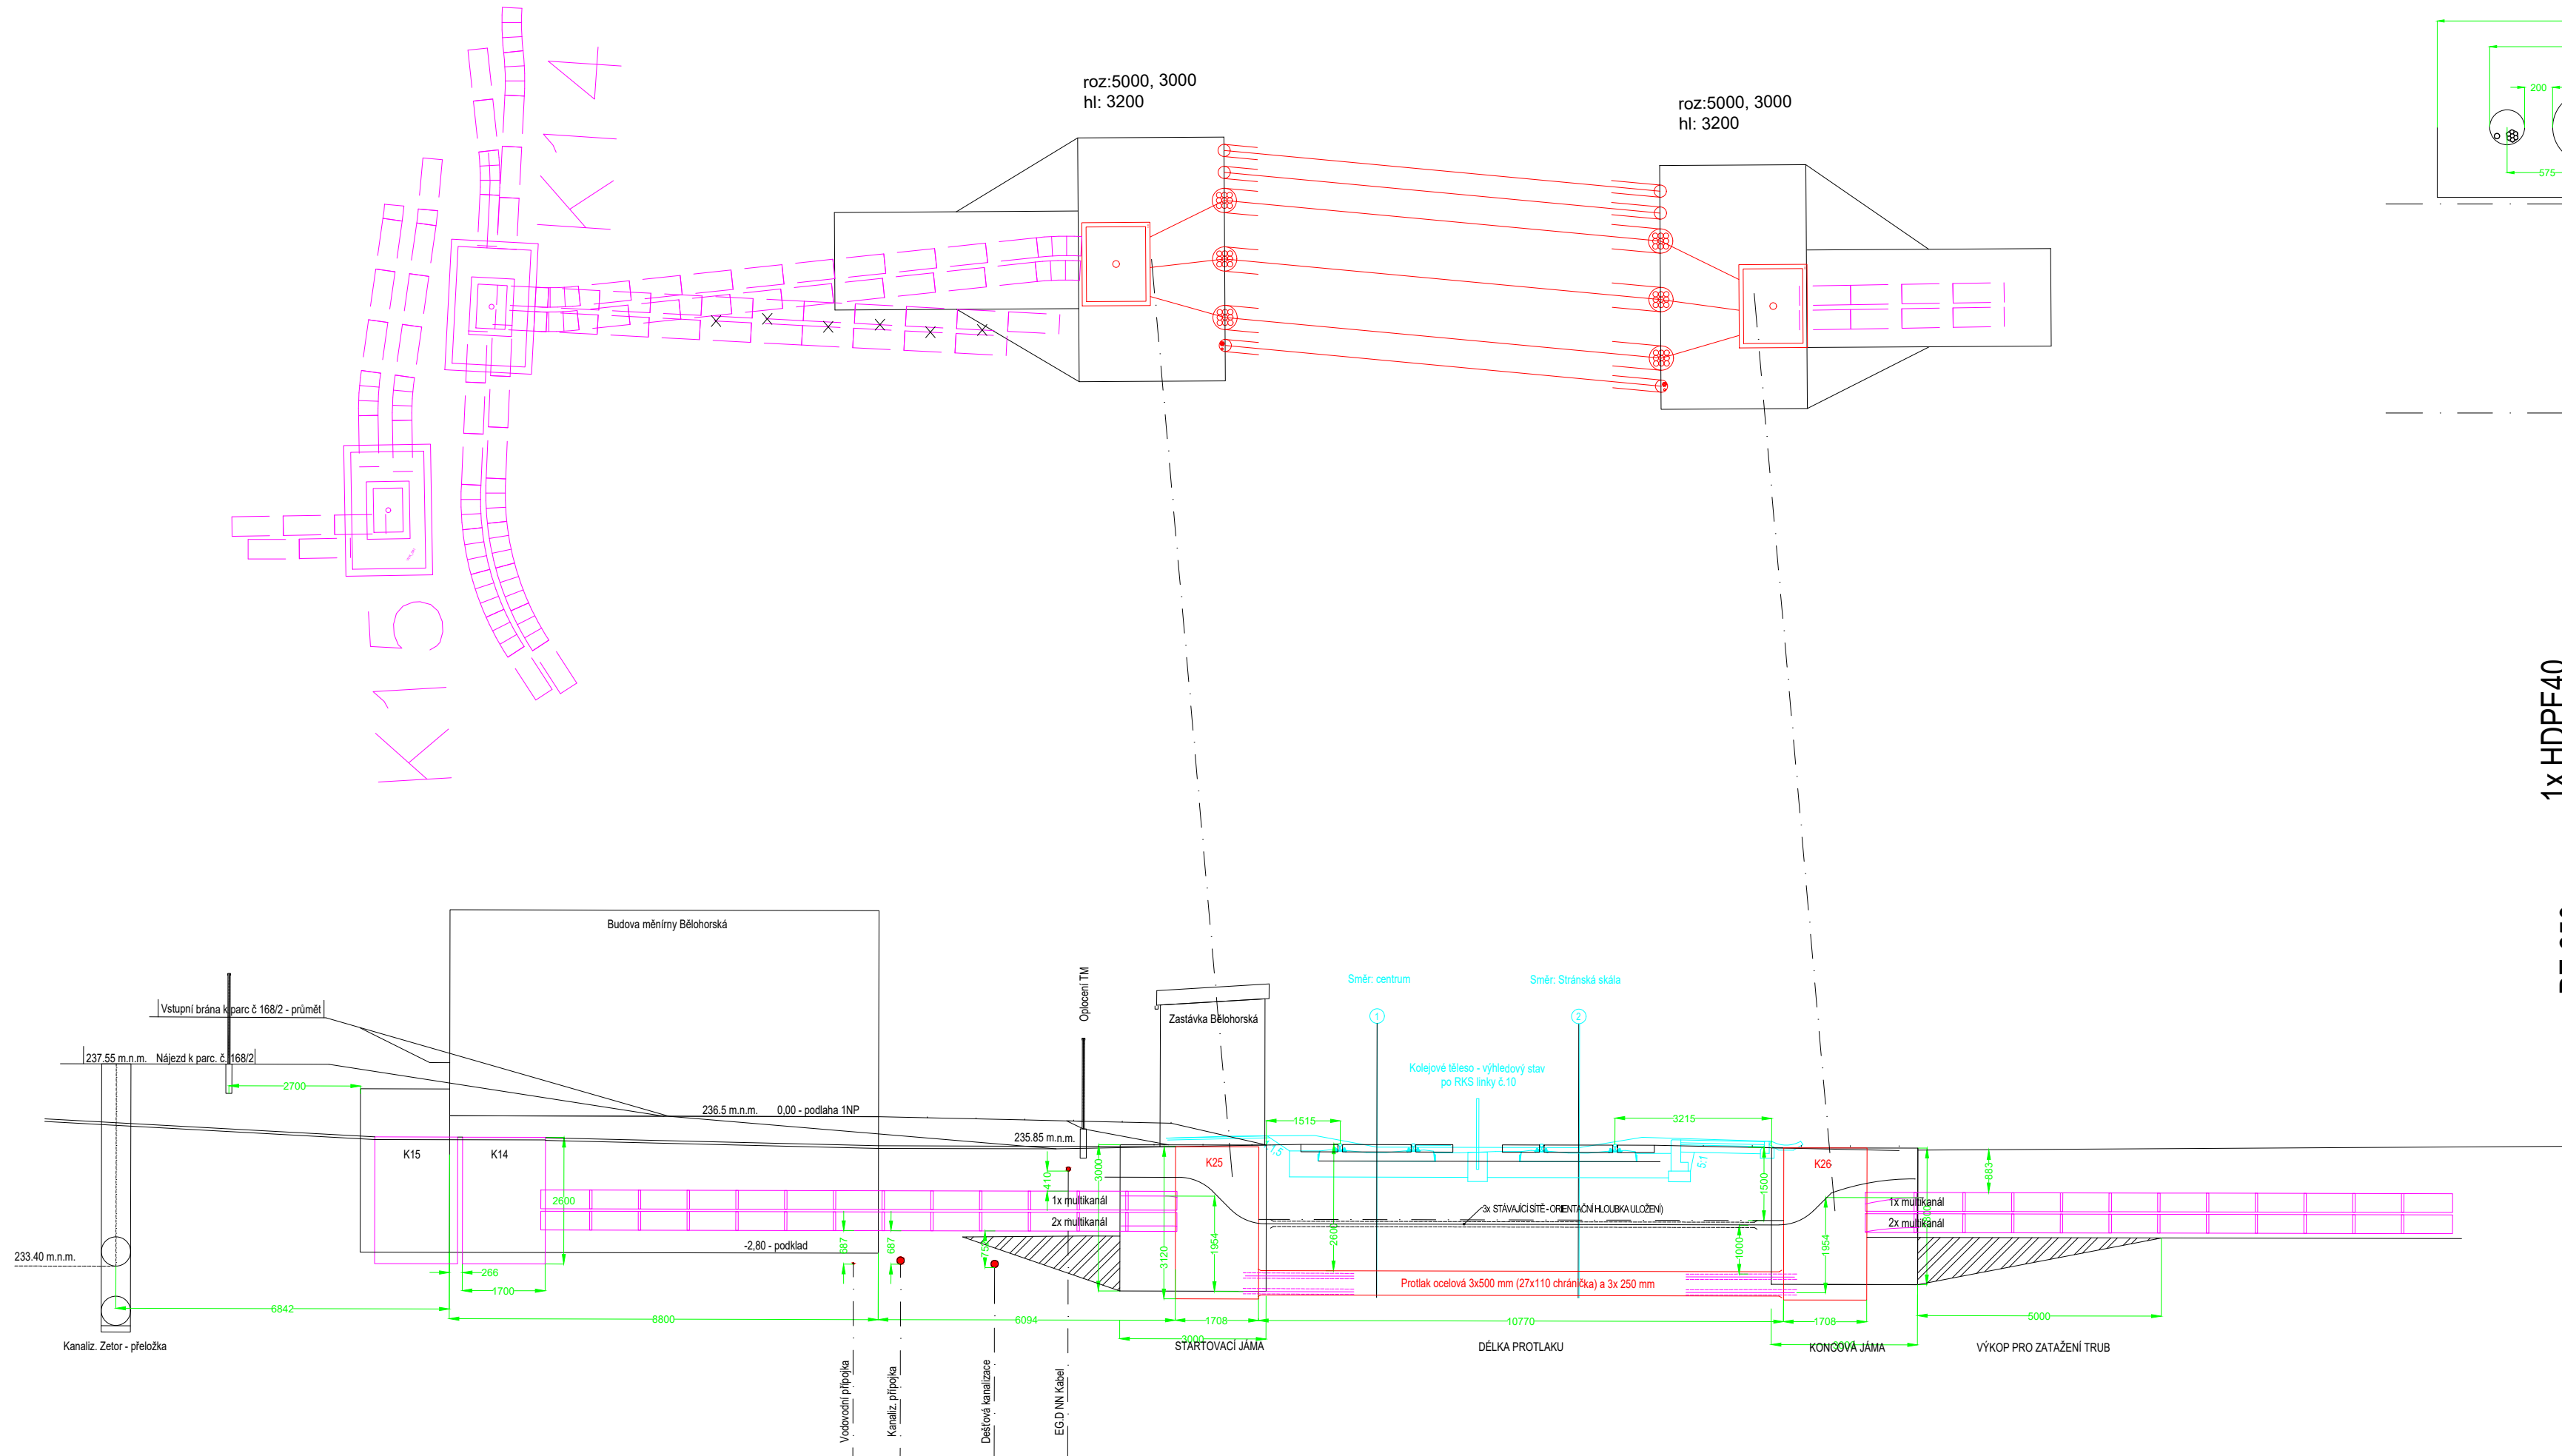 roz:5000, 3000
hl: 3200
roz:5000, 3000
hl: 3200
200
575
K14
K15
1x HDPE40
Budova měnírny Bělohorská
Oplocení TM
Směr: centrum
Směr: Stránská skála
Vstupní brána k parc č 168/2 - průmět
Zastávka Bělohorská
1
2
237.55 m.n.m. Nájezd k parc. č. 168/2
Kolejové těleso - výhledový stav
po RKS linky č.10
2700
236.5 m.n.m. 0,00 - podlaha 1NP
1515
3215
235.85 m.n.m.
K15
K14
K25
K26
1:5
5:1
410
3000
1500
883
2600
1x multikanál
2x multikanál
3x STÁVAJÍCÍ SÍTĚ - ORIENTAČNÍ HLOUBKA ULOŽENÍ)
1x multikanál
2x multikanál
687
687
-2,80 - podklad
1954
3120
2600
1000
1954
233.40 m.n.m.
266
1700
Protlak ocelová 3x500 mm (27x110 chránička) a 3x 250 mm
6842
8800
6094
1708
10770
1708
5000
3000
Kanaliz. Zetor - přeložka
STARTOVACÍ JÁMA
DÉLKA PROTLAKU
KONCOVÁ JÁMA
VÝKOP PRO ZATAŽENÍ TRUB
Vodovodní přípojka
Kanaliz. přípojka
Dešťová kanalizace
EG.D NN Kabel